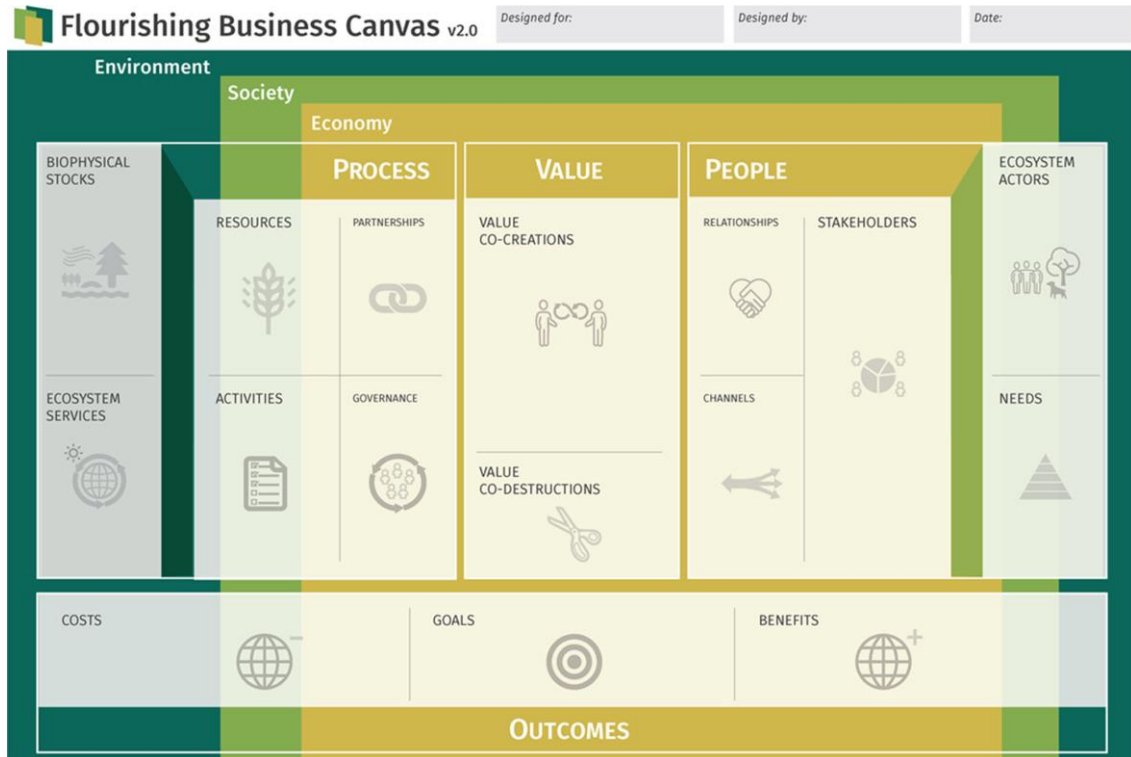 Flourishing Business Canvas v2.0
Designed for:
Designed by:
Date:
Environment
Society
Economy
BIOPHYSICAL
STOCKS
PROCESS
VALUE
PEOPLE
ECOSYSTEM
ACTORS
RESOURCES
PARTNERSHIPS
VALUE
CO-CREATIONS
RELATIONSHIPS
STAKEHOLDERS
ECOSYSTEM
SERVICES
ACTIVITIES
GOVERNANCE
CHANNELS
NEEDS
VALUE
CO-DESTRUCTIONS
COSTS
GOALS
BENEFITS
OUTCOMES